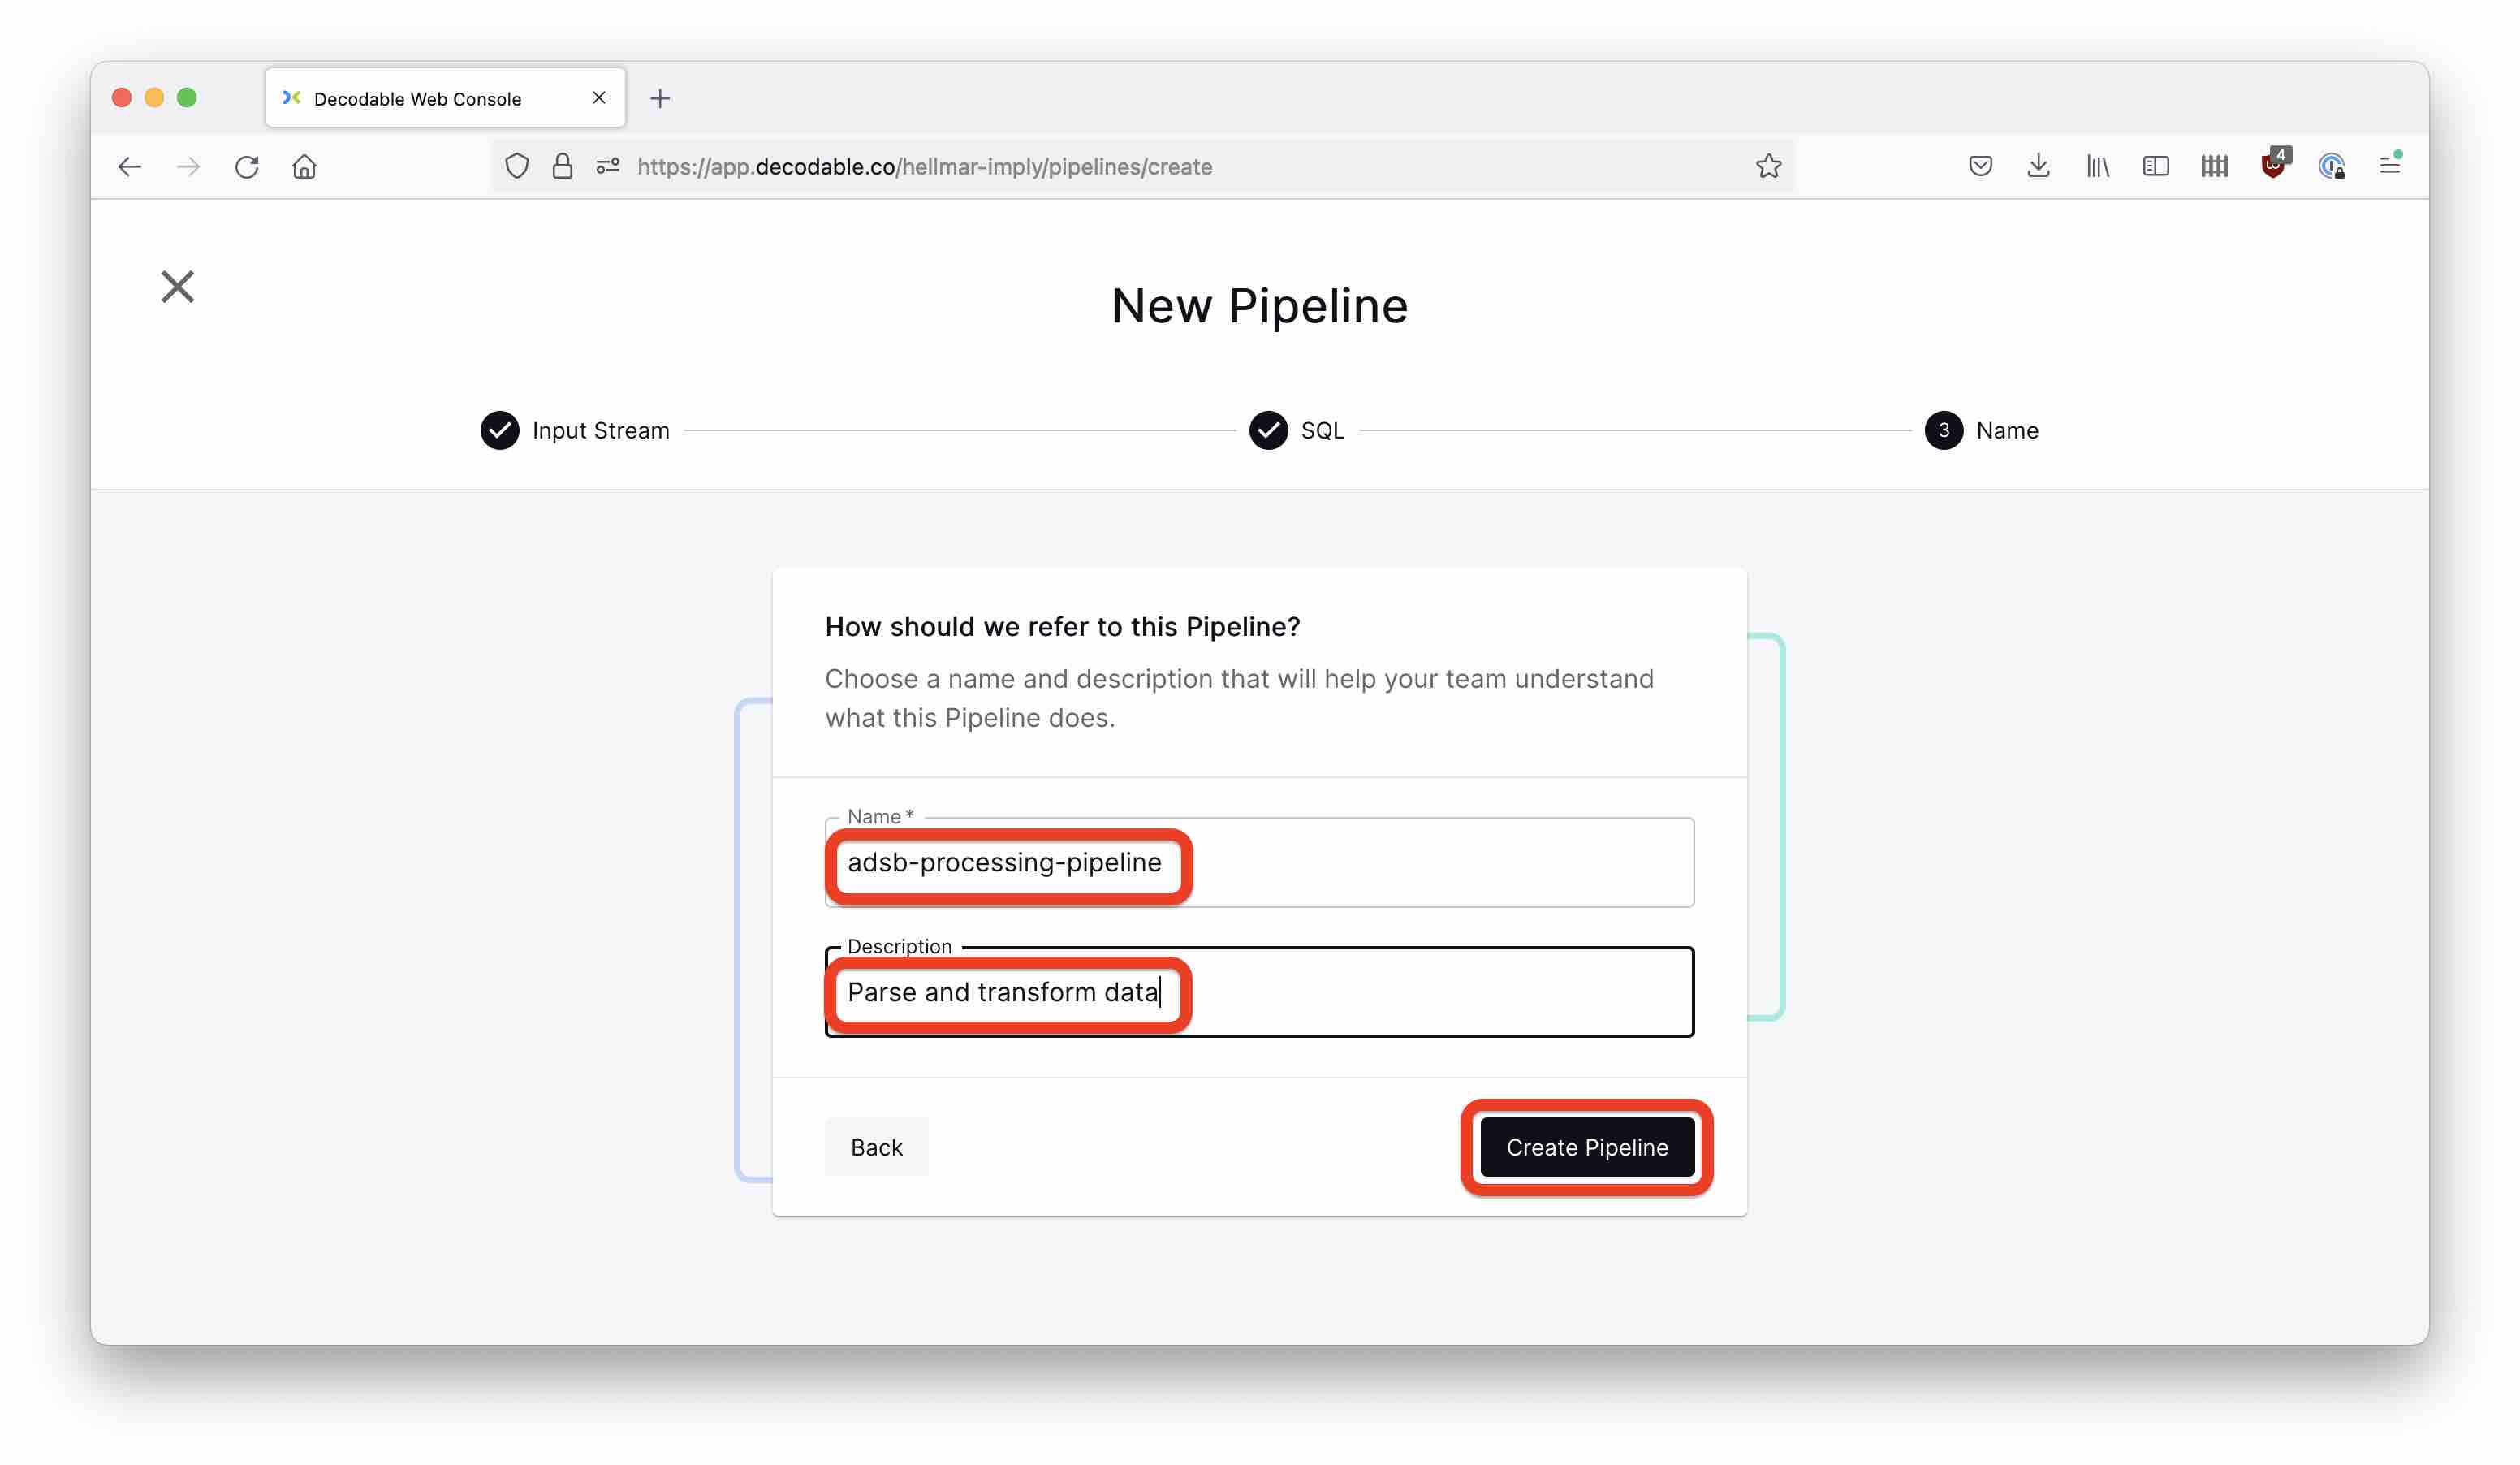 Decodable Web Console
https://app.decodable.co/hellmar-imply/pipelines/create
4
New Pipeline
Input Stream
SQL
3 Name
How should we refer to this Pipeline?
Choose a name and description that will help your team understand
what this Pipeline does.
Name *
adsb-processing-pipeline
Description
Parse and transform data
Back
Create Pipeline